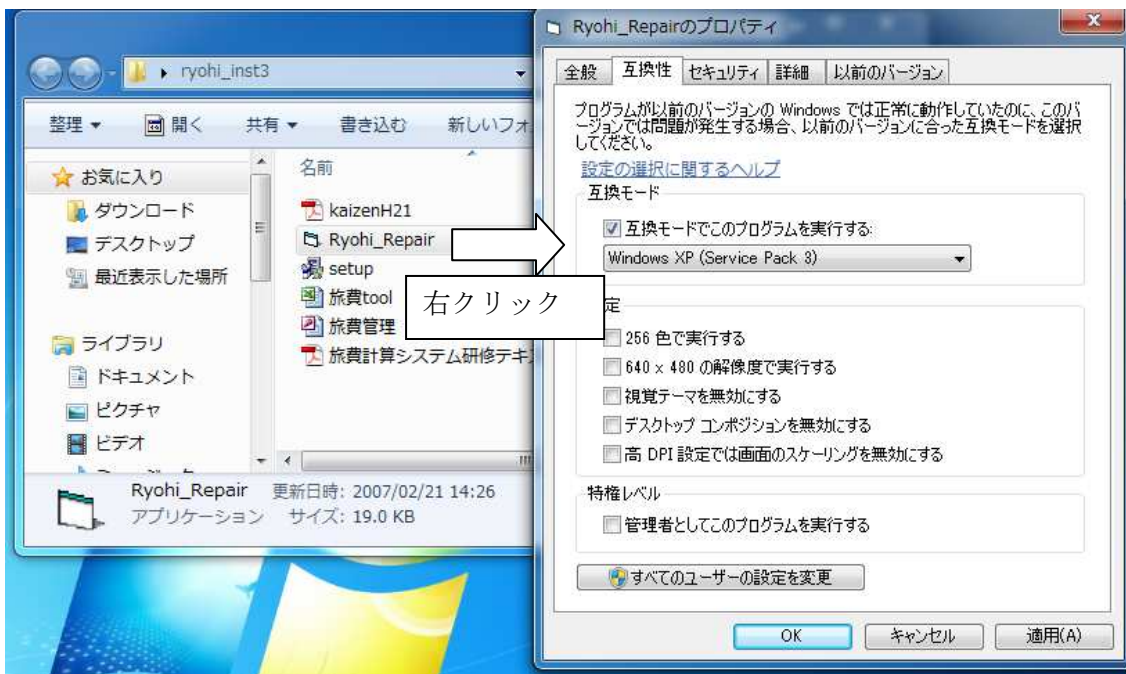 ryohi_inst3
整理 開く 共有 書き込む 新しいフォ
お気に入り
ダウンロード
デスクトップ
最近表示した場所
ライブラリ
ドキュメント
ピクチャ
ビデオ
名前
kaizenH21
Ryohi_Repair
setup
旅費tool
旅費管理
旅費計算システム研修テキ
Ryohi_Repair 更新日時: 2007/02/21 14:26
アプリケーション サイズ: 19.0 KB
右クリック
Ryohi_Repairのプロパティ
全般 互換性 セキュリティ 詳細 以前のバージョン
プログラムが以前のバージョンの Windows では正常に動作していたのに、このバ
ージョンでは問題が発生する場合、以前のバージョンに合った互換モードを選択
してください。
設定の選択に関するヘルプ
互換モード
互換モードでこのプログラムを実行する:
Windows XP (Service Pack 3)
定
256 色で実行する
640 x 480 の解像度で実行する
視覚テーマを無効にする
デスクトップ コンポジションを無効にする
高 DPI 設定では画面のスケーリングを無効にする
特権レベル
管理者としてこのプログラムを実行する
すべてのユーザーの設定を変更
OK キャンセル 適用(A)